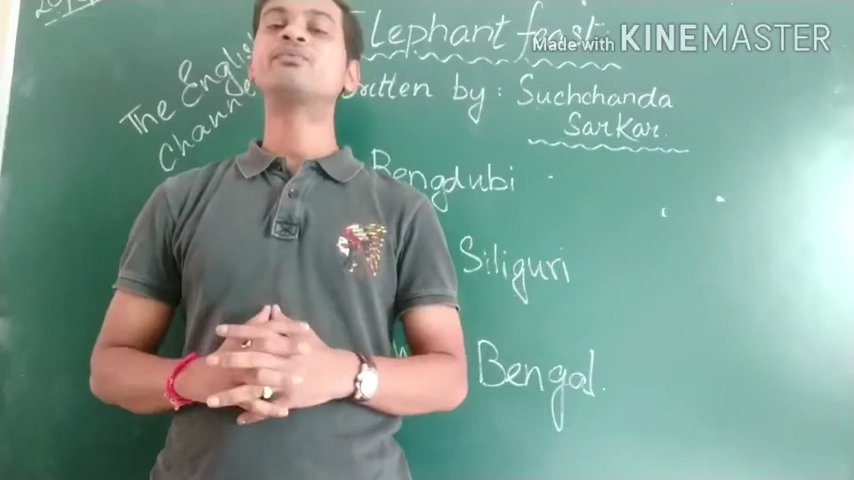 Elephant feast
Made with KINEMASTER
The English
Channel
Written by : Suchchanda
Sarkar.
Bengdubi
Siliguri
Bengal.